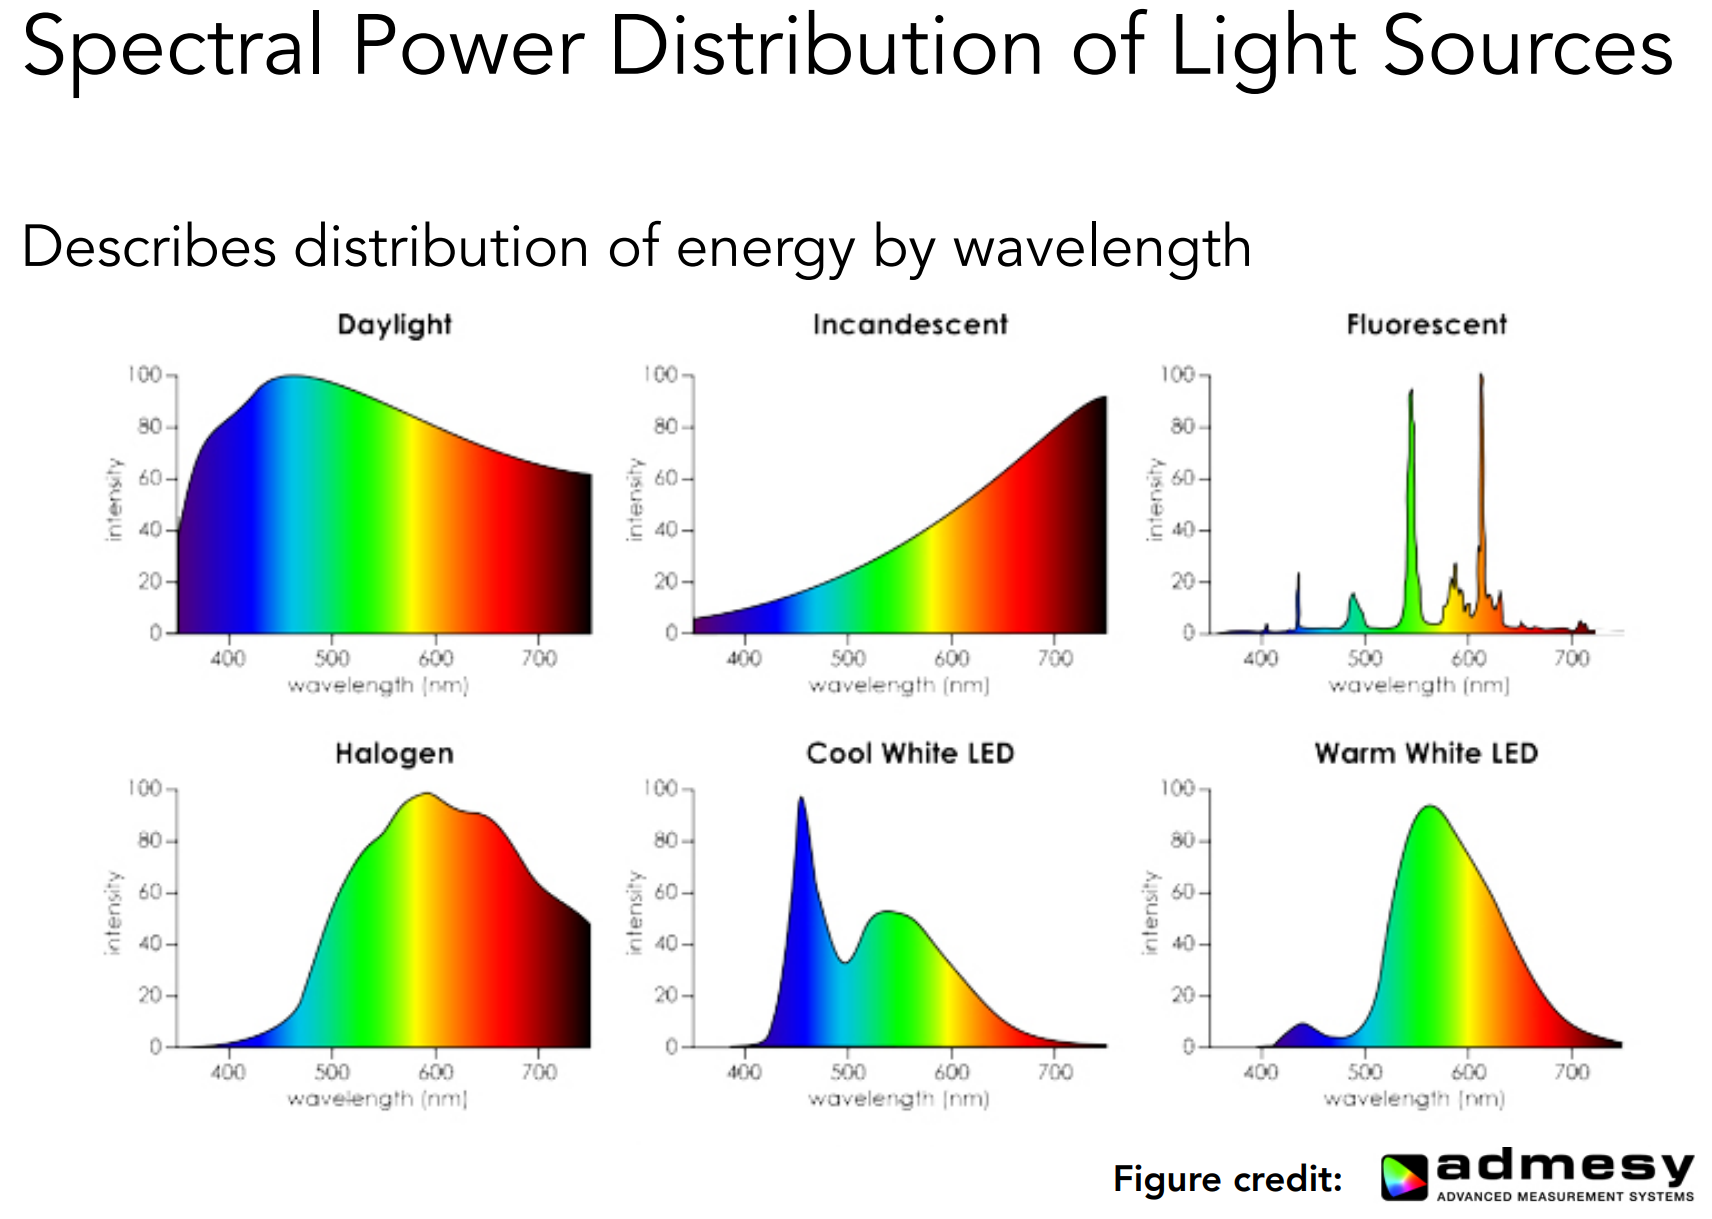 Spectral Power Distribution of Light Sources
Describes distribution of energy by wavelength
Daylight
intensity
100
80
60
40
20
0
400 500 600 700
wavelength (nm)
Incandescent
intensity
100
80
60
40
20
0
400 500 600 700
wavelength (nm)
Fluorescent
intensity
100
80
60
40
20
0
400 500 600 700
wavelength (nm)
Halogen
intensity
100
80
60
40
20
0
400 500 600 700
wavelength (nm)
Cool White LED
intensity
100
80
60
40
20
0
400 500 600 700
wavelength (nm)
Warm White LED
intensity
100
80
60
40
20
0
400 500 600 700
wavelength (nm)
Figure credit:
admesy
ADVANCED MEASUREMENT SYSTEMS